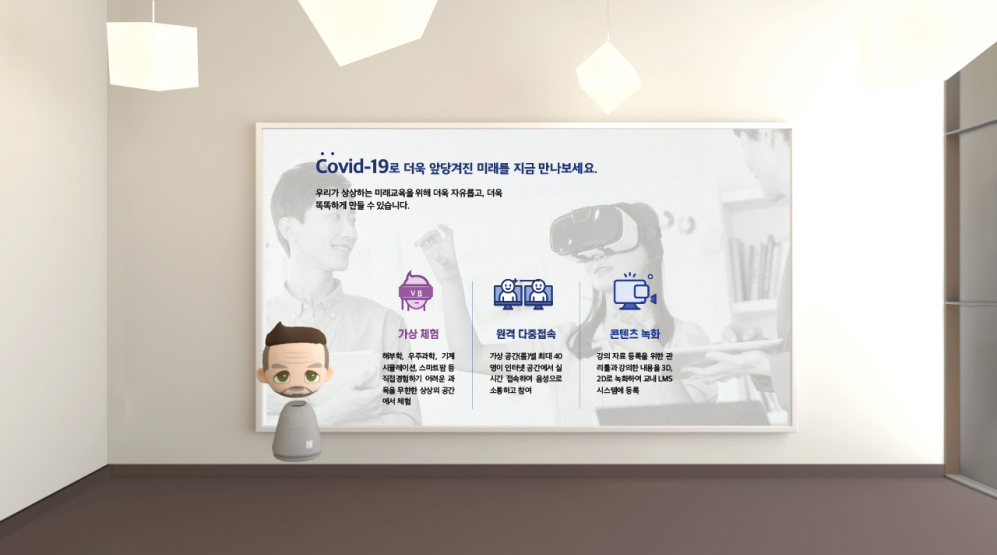 Covid-19로 더욱 앞당겨진 미래를 지금 만나보세요.
우리가 상상하는 미래교육을 위해 더욱 자유롭고, 더욱
똑똑하게 만들 수 있습니다.
VR
가상 체험
해부학, 우주과학, 기계
시뮬레이션, 스마트팜 등
직접경험하기 어려운 과
목을 무한한 상상의 공간
에서 체험
원격 다중접속
가상 공간(룸)별 최대 40
명이 인터넷 공간에서 실
시간 접속하여 음성으로
소통하고 참여
콘텐츠 녹화
강의 자료 등록을 위한 관
리툴과 강의한 내용을 3D,
2D로 녹화하여 교내 LMS
시스템에 등록